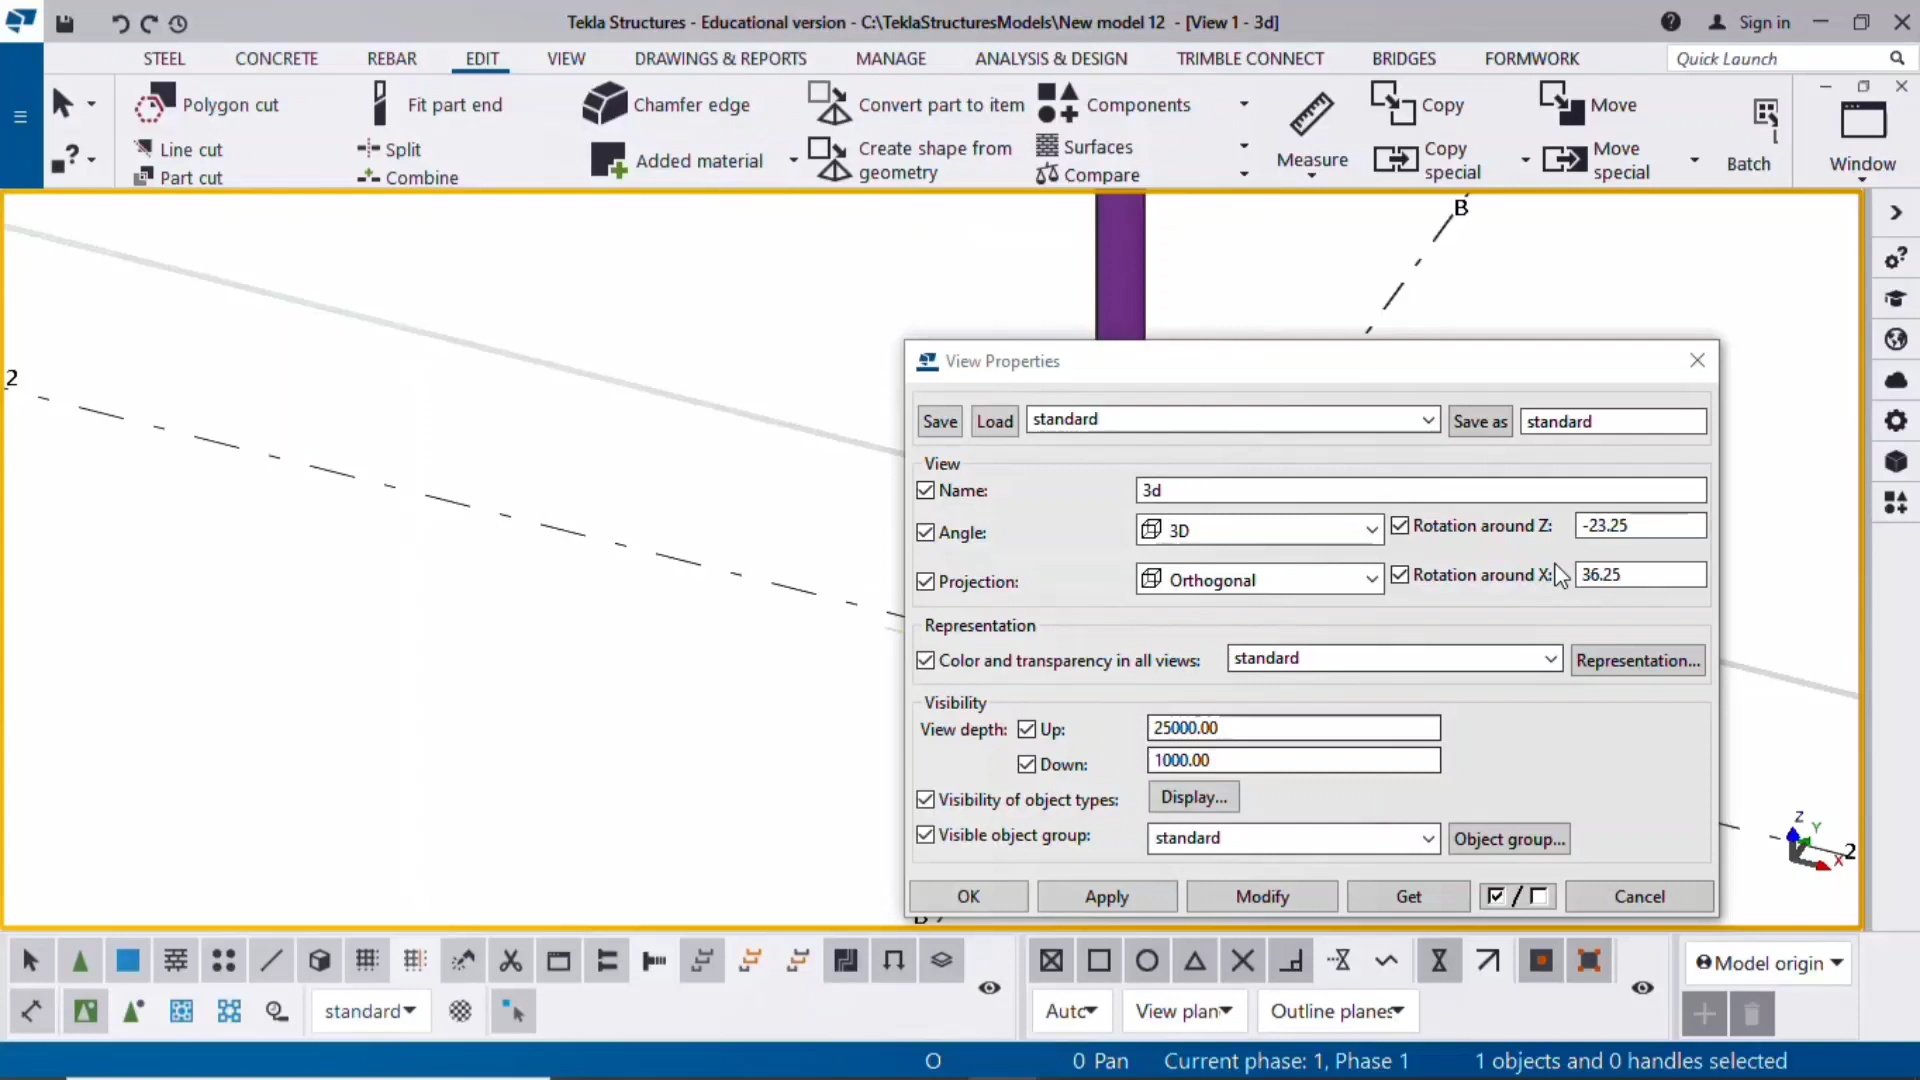 Tekla Structures - Educational version - C:\TeklaStructuresModels\New model 12 - [View 1 - 3d]
Sign in
STEEL CONCRETE REBAR EDIT VIEW DRAWINGS & REPORTS MANAGE ANALYSIS & DESIGN TRIMBLE CONNECT BRIDGES FORMWORK Quick Launch
Polygon cut Fit part end Chamfer edge Convert part to item Components Copy Move
Line cut Split Added material Create shape from geometry Surfaces Measure Copy special Move special Batch Window
Part cut Combine Compare
B
2
View Properties
Save Load standard Save as standard
View
Name: 3d
Angle: 3D Rotation around Z: -23.25
Projection: Orthogonal Rotation around X: 36.25
Representation
Color and transparency in all views: standard Representation...
Visibility
View depth: Up: 25000.00
Down: 1000.00
Visibility of object types: Display...
Visible object group: standard Object group...
Z
Y
X
2
OK Apply Modify Get / Cancel
Model origin
standard Auto View plan Outline planes
O 0 Pan Current phase: 1, Phase 1 1 objects and 0 handles selected